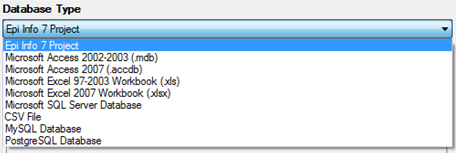 Database Type
Epi Info 7 Project
Epi Info 7 Project
Microsoft Access 2002-2003 (.mdb)
Microsoft Access 2007 (.accdb)
Microsoft Excel 97-2003 Workbook (.xls)
Microsoft Excel 2007 Workbook (.xlsx)
Microsoft SQL Server Database
CSV File
MySQL Database
PostgreSQL Database